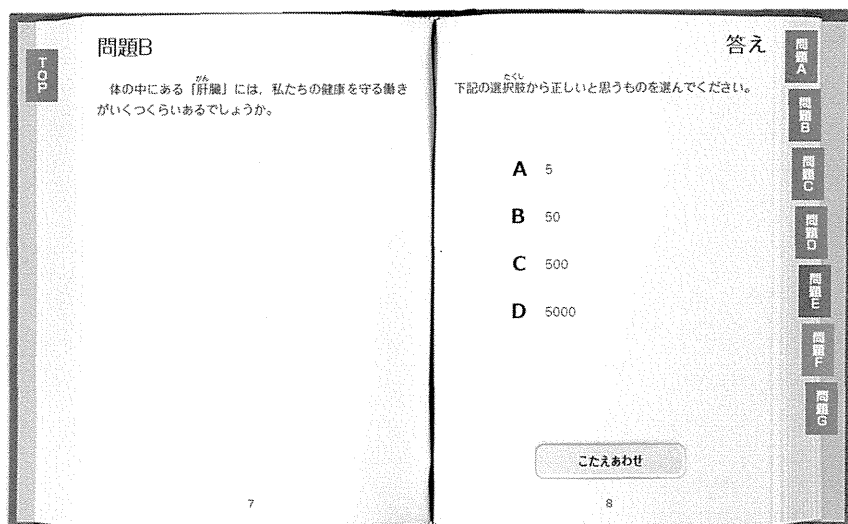 TOP
問題B
体の中にある「肝臓」には、私たちの健康を守る働き
がいくつくらいあるでしょうか。
7
答え
下記の選択肢から正しいと思うものを選んでください。
A 5
B 50
C 500
D 5000
こたえあわせ
8
問題A
問題B
問題C
問題D
問題E
問題F
問題G